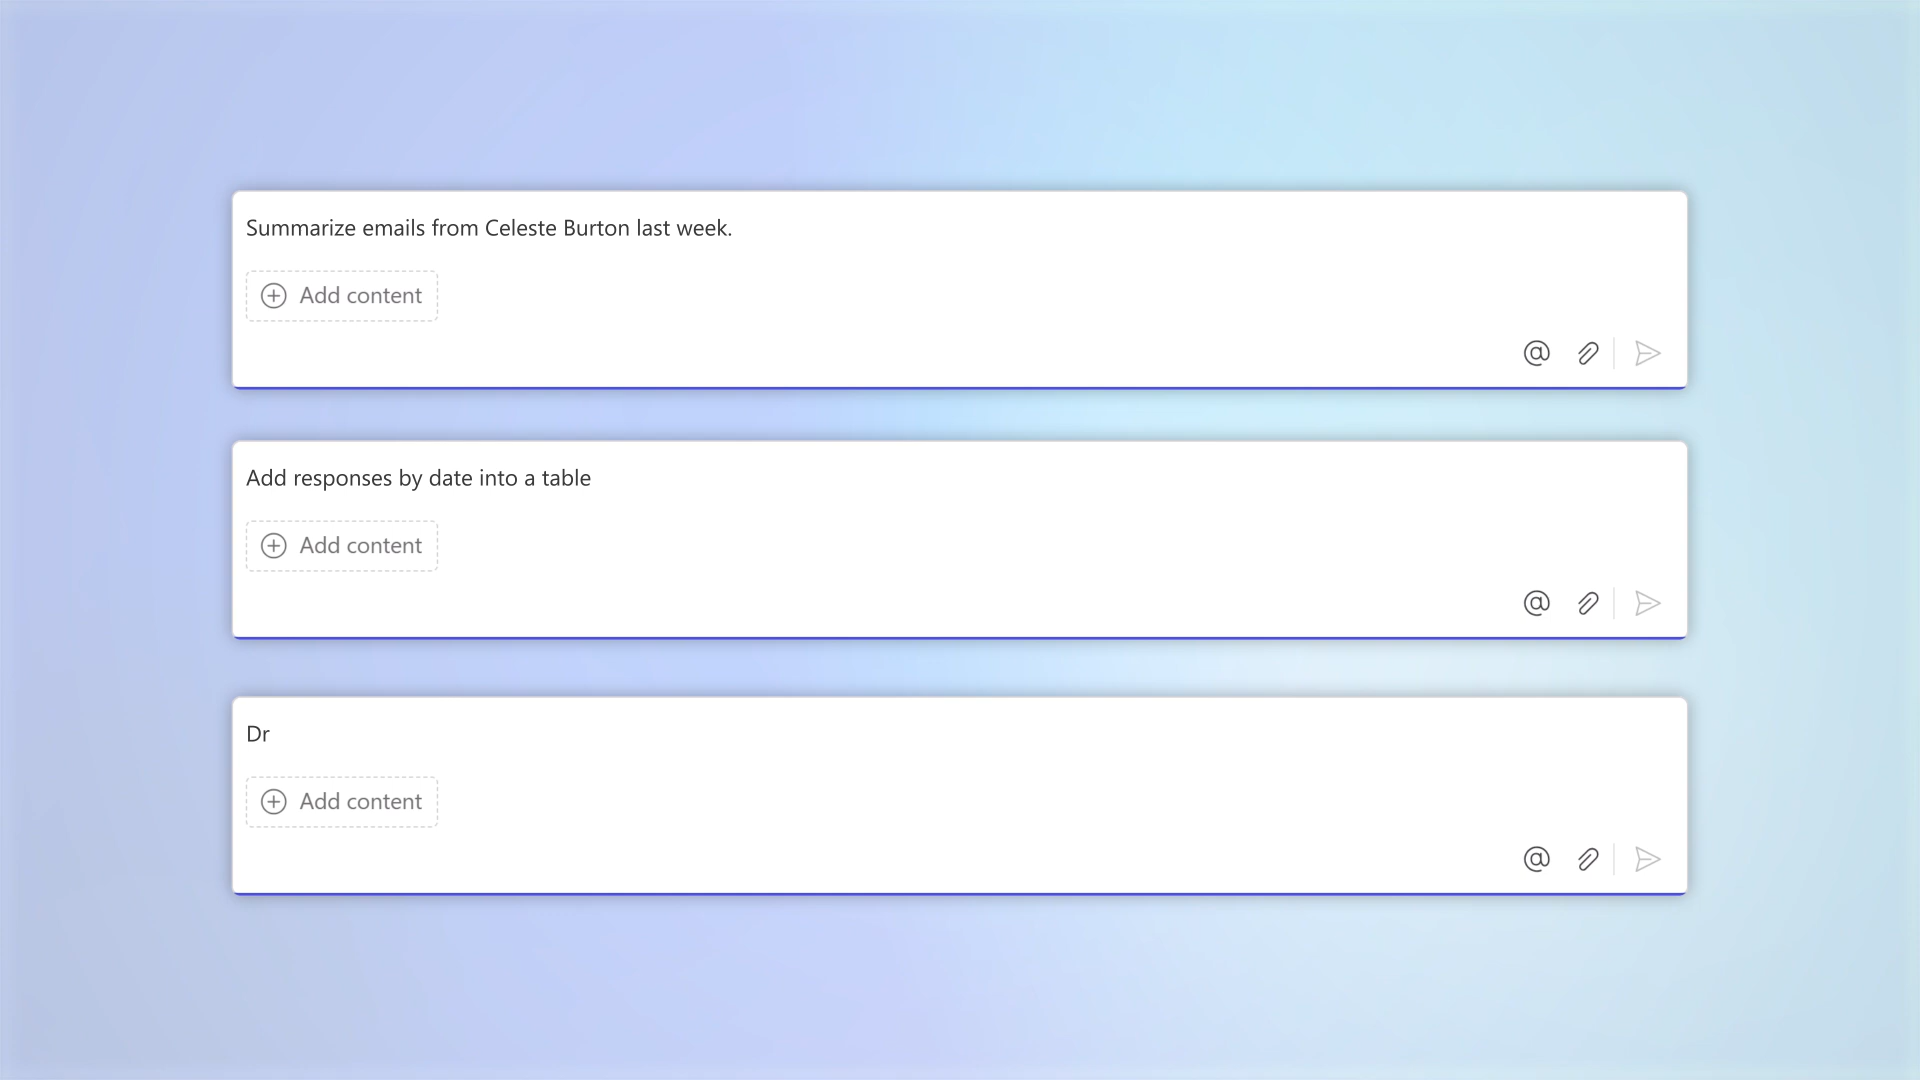 Summarize emails from Celeste Burton last week.
Add content
Add responses by date into a table
Add content
Dr
Add content